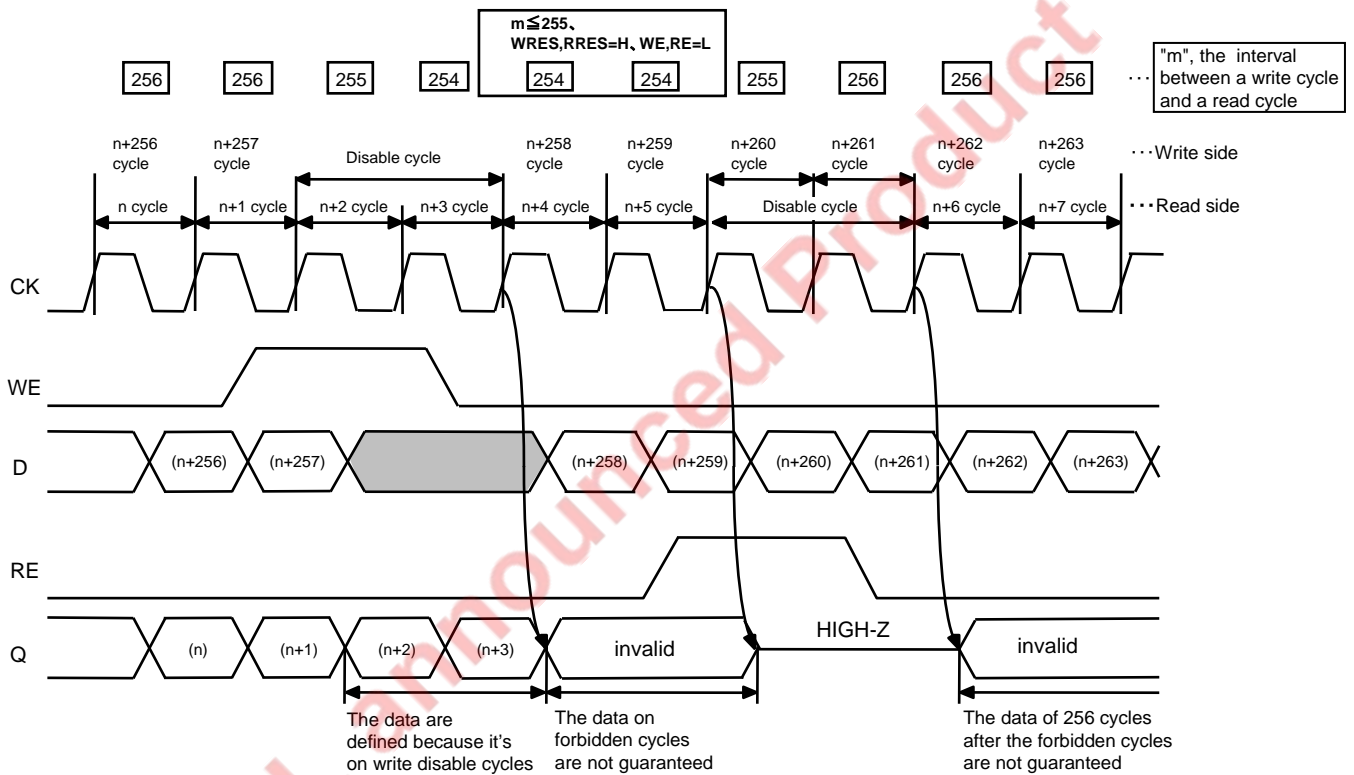 m≦255、
WRES,RRES=H、WE,RE=L
256 256 255 254 254 254 255 256 256 256
··· "m", the interval
between a write cycle
and a read cycle
n+256
cycle
n+257
cycle
Disable cycle
n+258
cycle
n+259
cycle
n+260
cycle
n+261
cycle
n+262
cycle
n+263
cycle
···Write side
n cycle n+1 cycle n+2 cycle n+3 cycle n+4 cycle n+5 cycle Disable cycle n+6 cycle n+7 cycle
···Read side
CK
WE
D
(n+256) (n+257) (n+258) (n+259) (n+260) (n+261) (n+262) (n+263)
RE
Q
(n) (n+1) (n+2) (n+3) invalid HIGH-Z invalid
The data are
defined because it's
on write disable cycles
The data on
forbidden cycles
are not guaranteed
The data of 256 cycles
after the forbidden cycles
are not guaranteed
announced Product